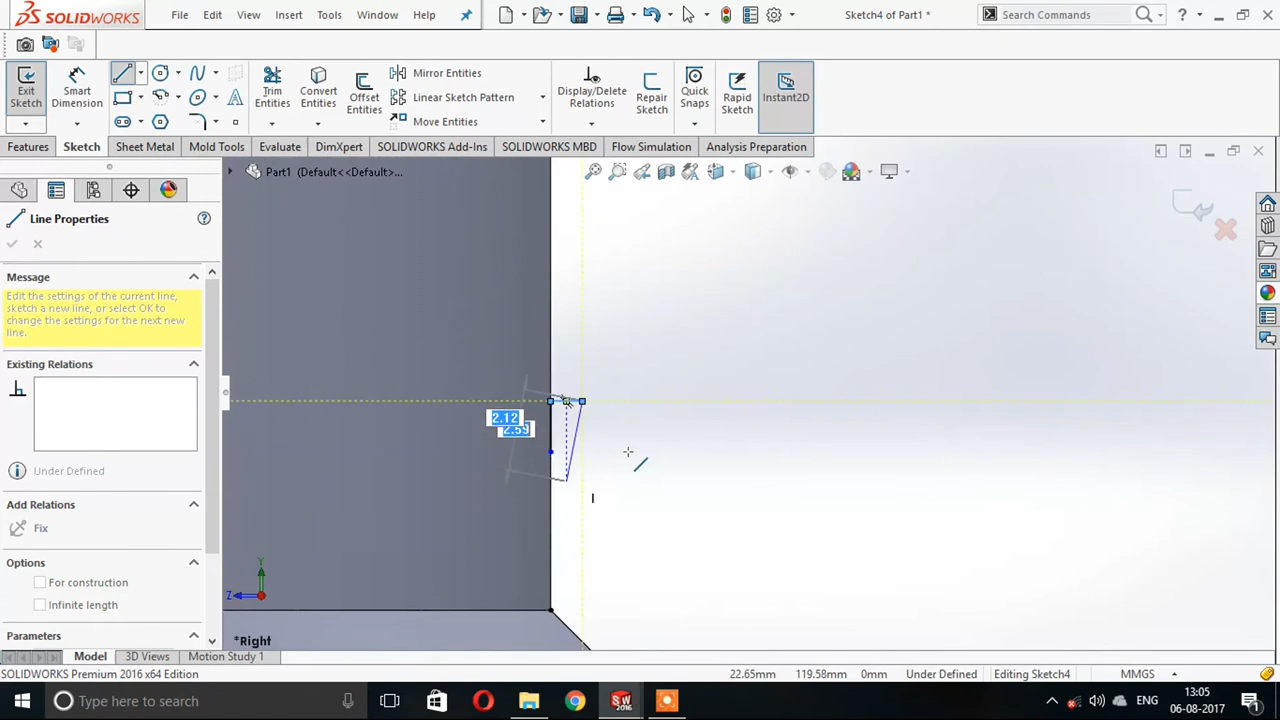 SOLIDWORKS
File Edit View Insert Tools Window Help
Sketch4 of Part1 *
Search Commands
Exit Sketch
Smart Dimension
Trim Entities
Convert Entities
Offset Entities
Mirror Entities
Linear Sketch Pattern
Move Entities
Display/Delete Relations
Repair Sketch
Quick Snaps
Rapid Sketch
Instant2D
Features Sketch Sheet Metal Mold Tools Evaluate DimXpert SOLIDWORKS Add-Ins SOLIDWORKS MBD Flow Simulation Analysis Preparation
Part1 (Default<<Default>...
Line Properties
Message
Edit the settings of the current line,
sketch a new line, or select OK to
change the settings for the next new
line.
Existing Relations
Under Defined
Add Relations
Fix
Options
For construction
Infinite length
Parameters
2.12
2.59
Y
Z
*Right
Model 3D Views Motion Study 1
SOLIDWORKS Premium 2016 x64 Edition
22.65mm 119.58mm 0mm Under Defined Editing Sketch4 MMGS
Type here to search
SW
2016
ENG
13:05
06-08-2017
1